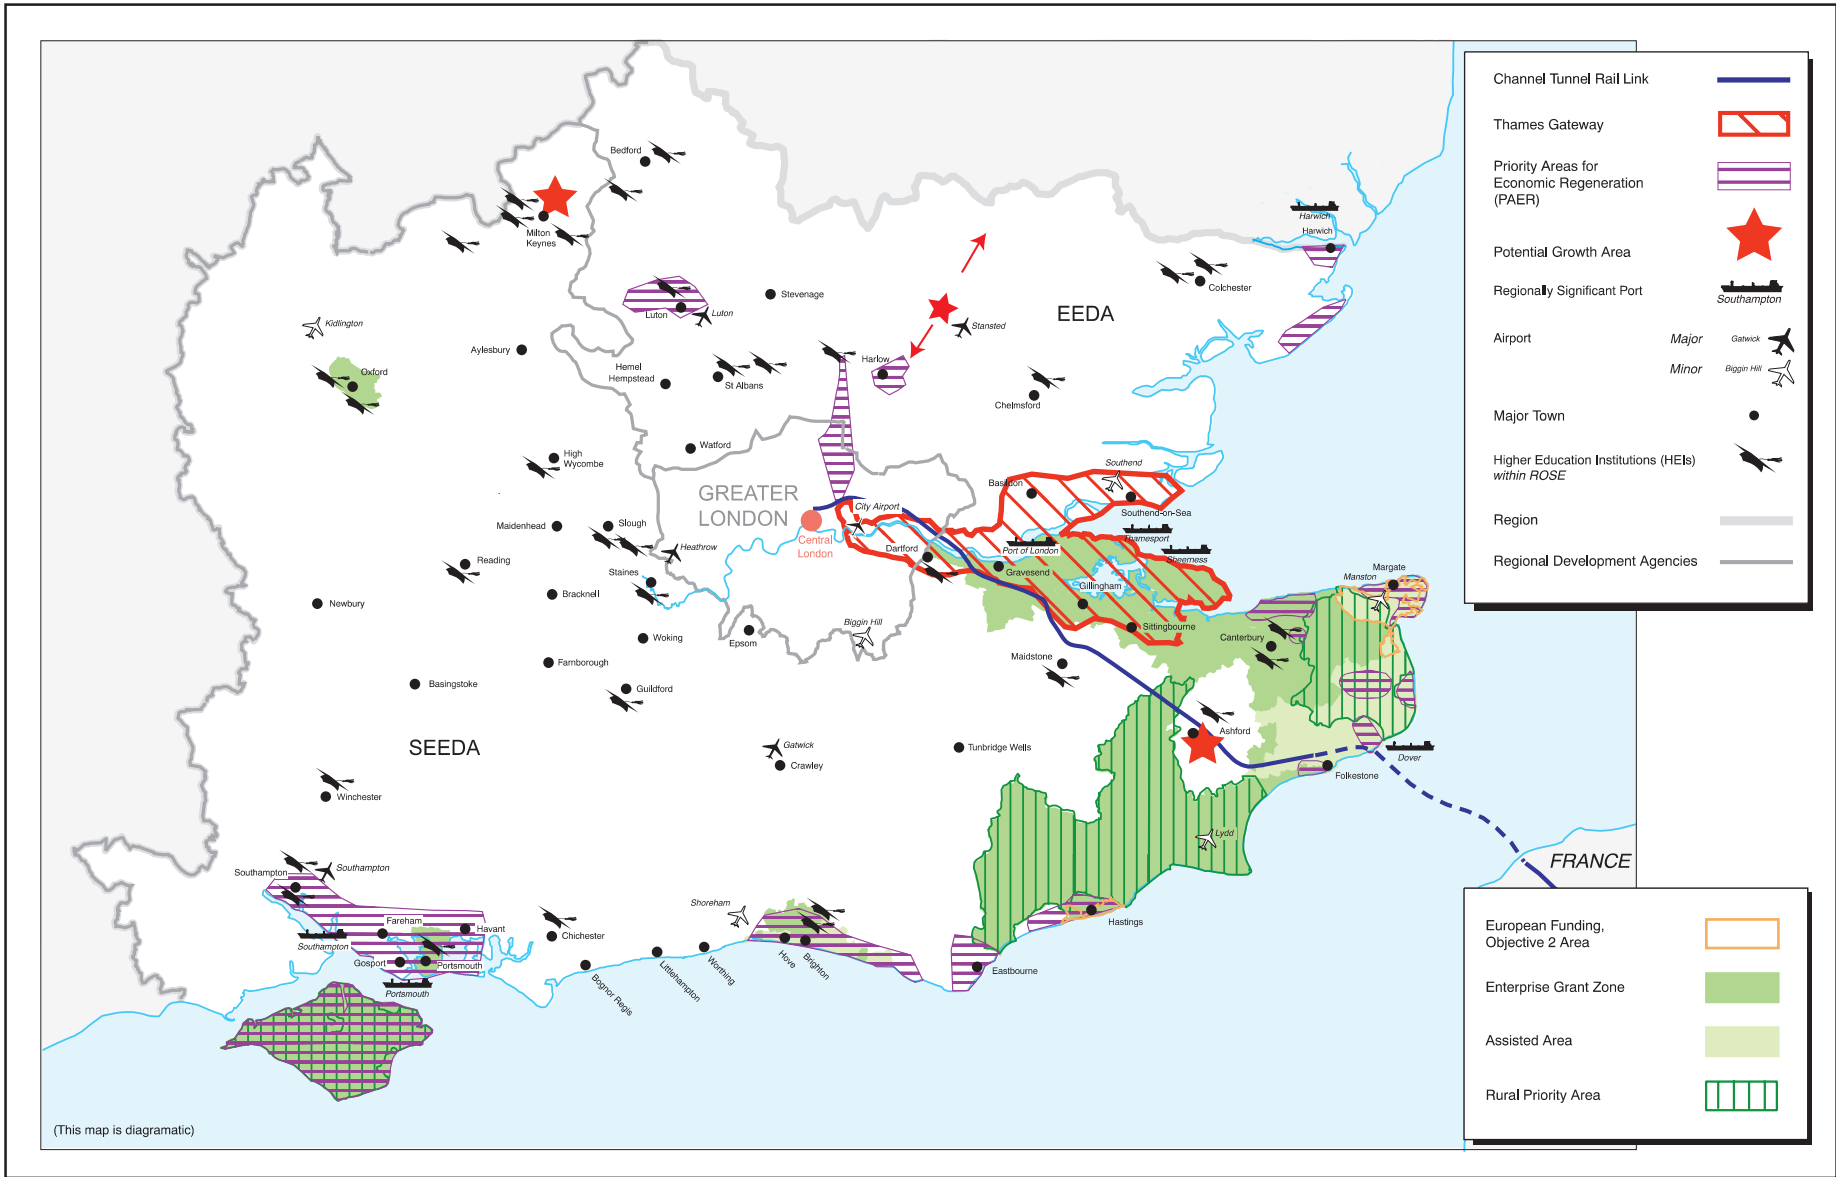 Channel Tunnel Rail Link
Thames Gateway
Priority Areas for
Economic Regeneration
(PAER)
Potential Growth Area
Regionally Significant Port
Southampton
Airport
Major
Gatwick
Minor
Biggin Hill
Major Town
Higher Education Institutions (HEIs)
within ROSE
Region
Regional Development Agencies
Bedford
Milton
Keynes
Harwich
Harwich
Colchester
Stevenage
Luton
Luton
EEDA
Kidlington
Stansted
Aylesbury
Oxford
Hemel
Hempstead
St Albans
Harlow
Chelmsford
Watford
High
Wycombe
GREATER
LONDON
Central
London
City Airport
Basildon
Southend
Southend-on-Sea
Maidenhead
Slough
Heathrow
Dartford
Port of London
Thamesport
Sheerness
Reading
Staines
Gravesend
Gillingham
Manston
Margate
Newbury
Bracknell
Woking
Epsom
Biggin Hill
Sittingbourne
Canterbury
Farnborough
Maidstone
Basingstoke
Guildford
SEEDA
Gatwick
Crawley
Tunbridge Wells
Ashford
Dover
Folkestone
Winchester
Lydd
FRANCE
Southampton
Southampton
Fareham
Havant
Southampton
Gosport
Portsmouth
Portsmouth
Chichester
Bognor Regis
Littlehampton
Worthing
Shoreham
Hove
Brighton
Eastbourne
Hastings
European Funding,
Objective 2 Area
Enterprise Grant Zone
Assisted Area
Rural Priority Area
(This map is diagramatic)